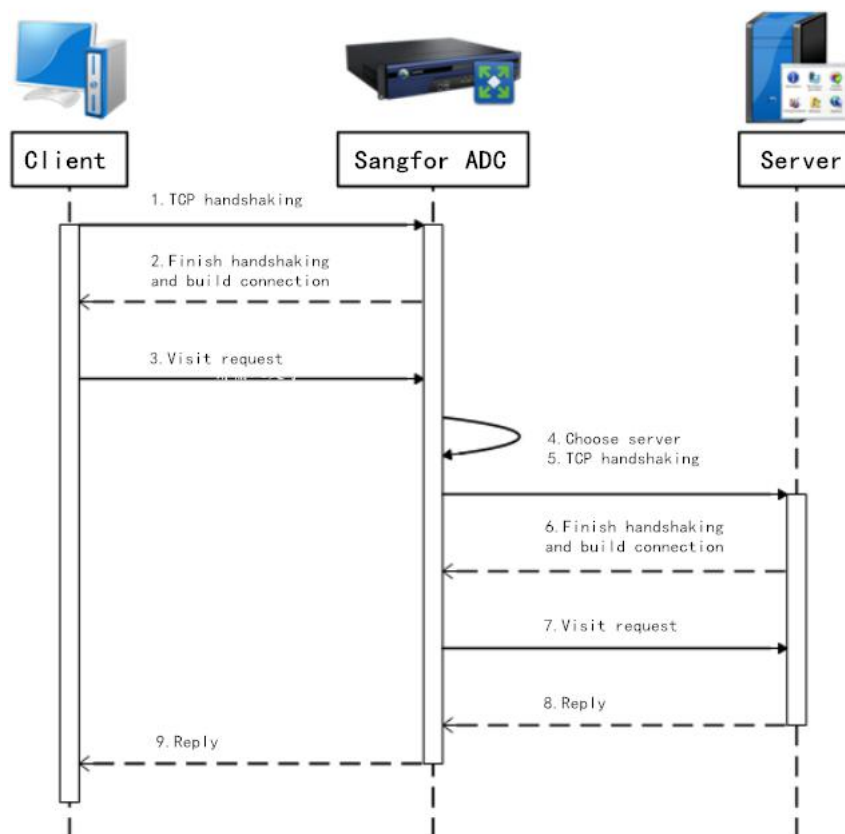 Client
Sangfor ADC
Server
1.TCP handshaking
2.Finish handshaking
and build connection
3.Visit request
4.Choose server
5.TCP handshaking
6.Finish handshaking
and build connection
7.Visit request
8.Reply
9.Reply